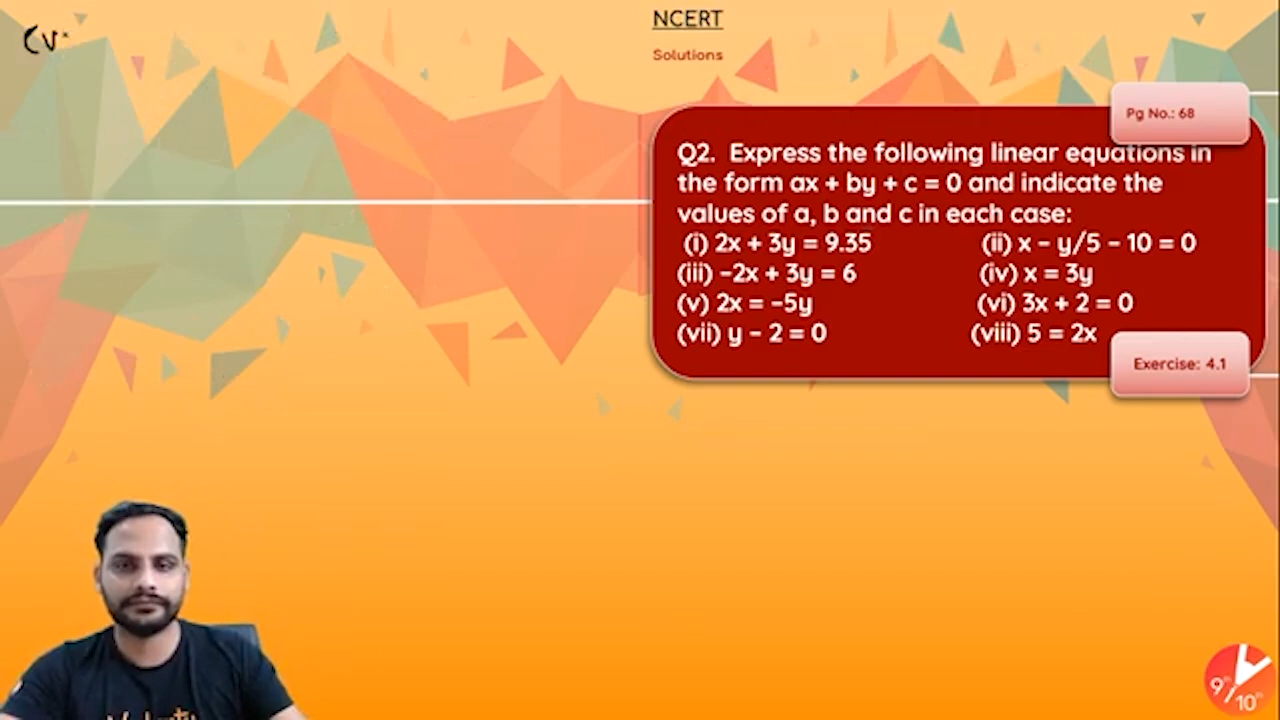 NCERT
Solutions
Pg No.: 68
Q2. Express the following linear equations in
the form ax + by + c = 0 and indicate the
values of a, b and c in each case:
(i) 2x + 3y = 9.35 (ii) x – y/5 – 10 = 0
(iii) –2x + 3y = 6 (iv) x = 3y
(v) 2x = –5y (vi) 3x + 2 = 0
(vii) y – 2 = 0 (viii) 5 = 2x
Exercise: 4.1
9th/10th